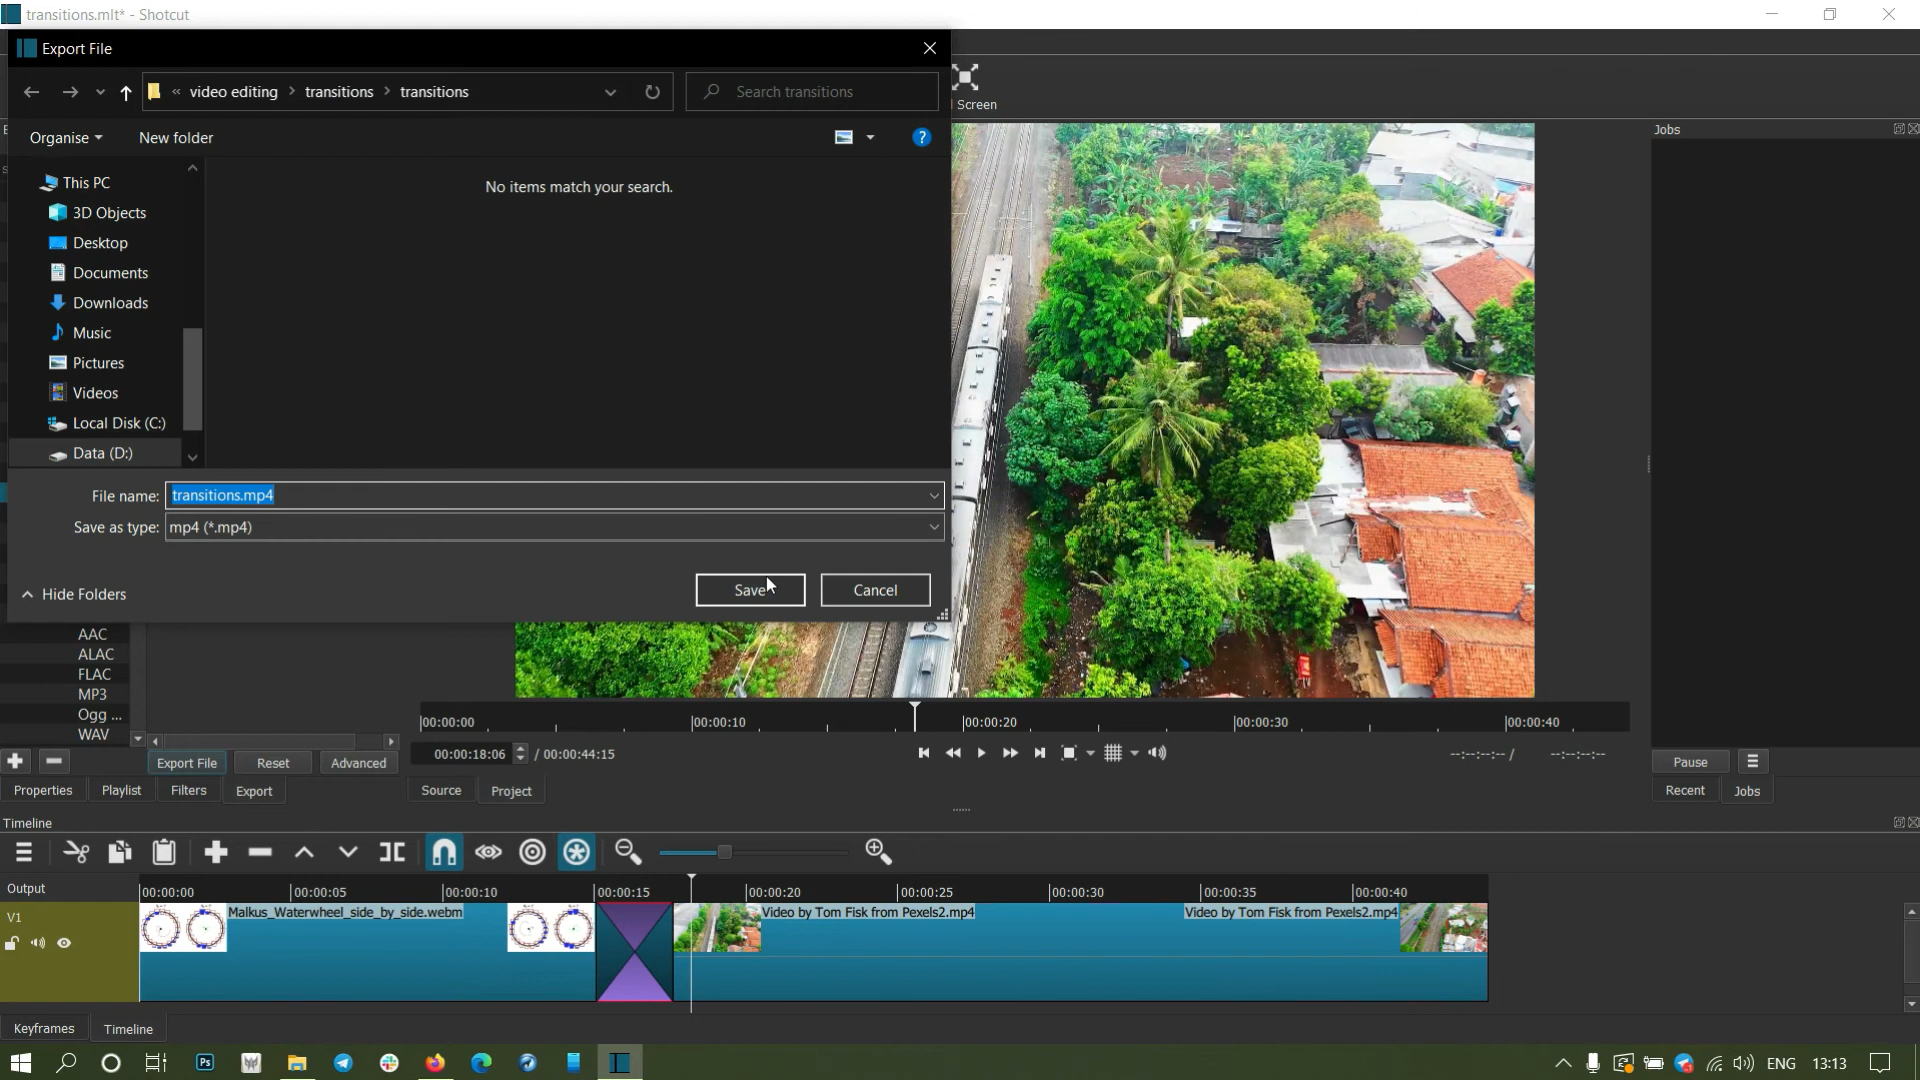 transitions.mlt* - Shotcut
Export File
« video editing > transitions > transitions
Search transitions
Screen
Organise
New folder
?
Jobs
This PC
3D Objects
Desktop
Documents
Downloads
Music
Pictures
Videos
Local Disk (C:)
Data (D:)
No items match your search.
File name: transitions.mp4
Save as type: mp4 (*.mp4)
Hide Folders
Save
Cancel
AAC
ALAC
FLAC
MP3
Ogg ...
WAV
00:00:00
00:00:10
00:00:20
00:00:30
00:00:40
Export File
Reset
Advanced
00:00:18:06 / 00:00:44:15
--:--:--:-- / --:--:--:--
Pause
Properties
Playlist
Filters
Export
Source
Project
Recent
Jobs
Timeline
Output
00:00:00
00:00:05
00:00:10
00:00:15
00:00:20
00:00:25
00:00:30
00:00:35
00:00:40
V1
Malkus_Waterwheel_side_by_side.webm
Video by Tom Fisk from Pexels2.mp4
Video by Tom Fisk from Pexels2.mp4
Keyframes
Timeline
Ps
ENG
13:13